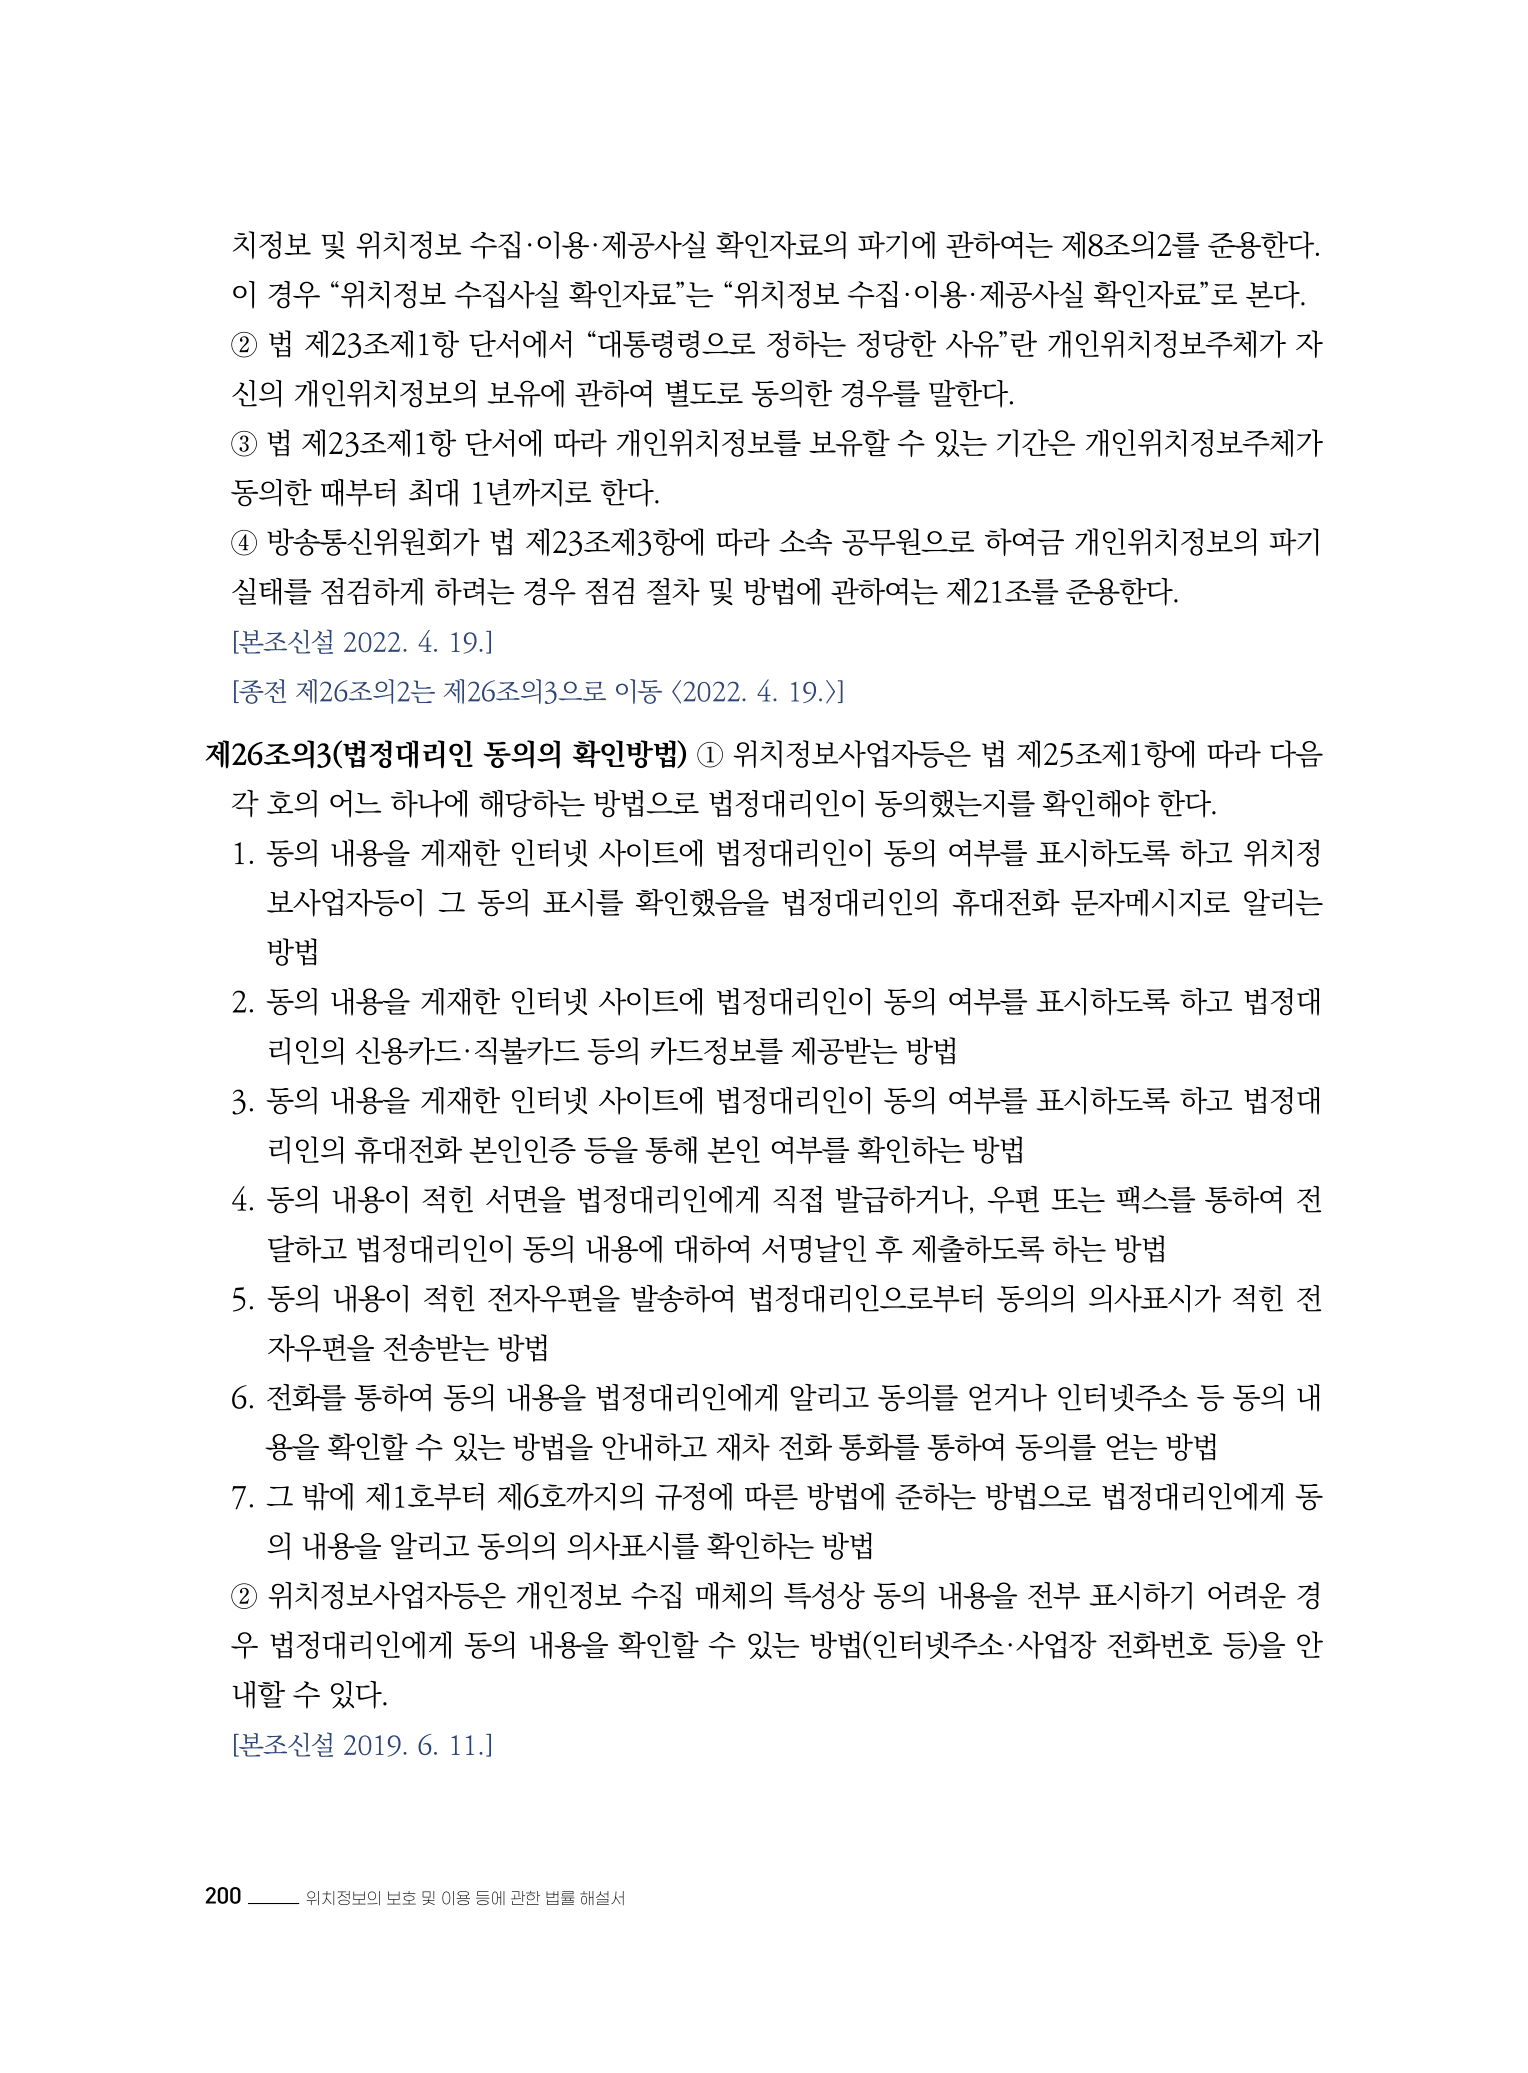 치정보 및 위치정보 수집·이용·제공사실 확인자료의 파기에 관하여는 제8조의2를 준용한다.
이 경우 “위치정보 수집사실 확인자료”는 “위치정보 수집·이용·제공사실 확인자료”로 본다.
② 법 제23조제1항 단서에서 “대통령령으로 정하는 정당한 사유”란 개인위치정보주체가 자
신의 개인위치정보의 보유에 관하여 별도로 동의한 경우를 말한다.
③ 법 제23조제1항 단서에 따라 개인위치정보를 보유할 수 있는 기간은 개인위치정보주체가
동의한 때부터 최대 1년까지로 한다.
④ 방송통신위원회가 법 제23조제3항에 따라 소속 공무원으로 하여금 개인위치정보의 파기
실태를 점검하게 하려는 경우 점검 절차 및 방법에 관하여는 제21조를 준용한다.
[본조신설 2022. 4. 19.]
[종전 제26조의2는 제26조의3으로 이동 〈2022. 4. 19.〉]
제26조의3(법정대리인 동의의 확인방법) ① 위치정보사업자등은 법 제25조제1항에 따라 다음
각 호의 어느 하나에 해당하는 방법으로 법정대리인이 동의했는지를 확인해야 한다.
1. 동의 내용을 게재한 인터넷 사이트에 법정대리인이 동의 여부를 표시하도록 하고 위치정
보사업자등이 그 동의 표시를 확인했음을 법정대리인의 휴대전화 문자메시지로 알리는
방법
2. 동의 내용을 게재한 인터넷 사이트에 법정대리인이 동의 여부를 표시하도록 하고 법정대
리인의 신용카드·직불카드 등의 카드정보를 제공받는 방법
3. 동의 내용을 게재한 인터넷 사이트에 법정대리인이 동의 여부를 표시하도록 하고 법정대
리인의 휴대전화 본인인증 등을 통해 본인 여부를 확인하는 방법
4. 동의 내용이 적힌 서면을 법정대리인에게 직접 발급하거나, 우편 또는 팩스를 통하여 전
달하고 법정대리인이 동의 내용에 대하여 서명날인 후 제출하도록 하는 방법
5. 동의 내용이 적힌 전자우편을 발송하여 법정대리인으로부터 동의의 의사표시가 적힌 전
자우편을 전송받는 방법
6. 전화를 통하여 동의 내용을 법정대리인에게 알리고 동의를 얻거나 인터넷주소 등 동의 내
용을 확인할 수 있는 방법을 안내하고 재차 전화 통화를 통하여 동의를 얻는 방법
7. 그 밖에 제1호부터 제6호까지의 규정에 따른 방법에 준하는 방법으로 법정대리인에게 동
의 내용을 알리고 동의의 의사표시를 확인하는 방법
② 위치정보사업자등은 개인정보 수집 매체의 특성상 동의 내용을 전부 표시하기 어려운 경
우 법정대리인에게 동의 내용을 확인할 수 있는 방법(인터넷주소·사업장 전화번호 등)을 안
내할 수 있다.
[본조신설 2019. 6. 11.]
200 위치정보의 보호 및 이용 등에 관한 법률 해설서